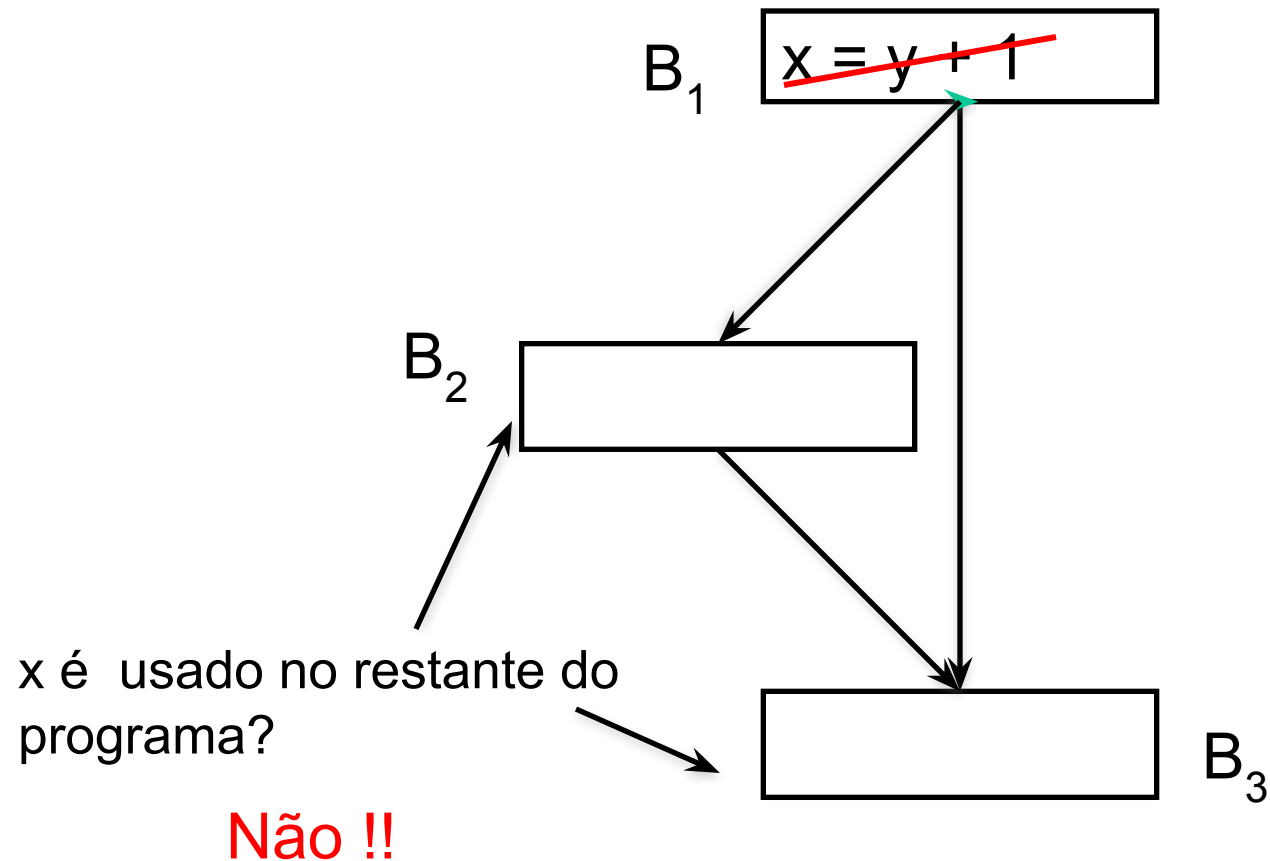 B1
x = y + 1
B2
x é usado no restante do
programa?
B3
Não !!